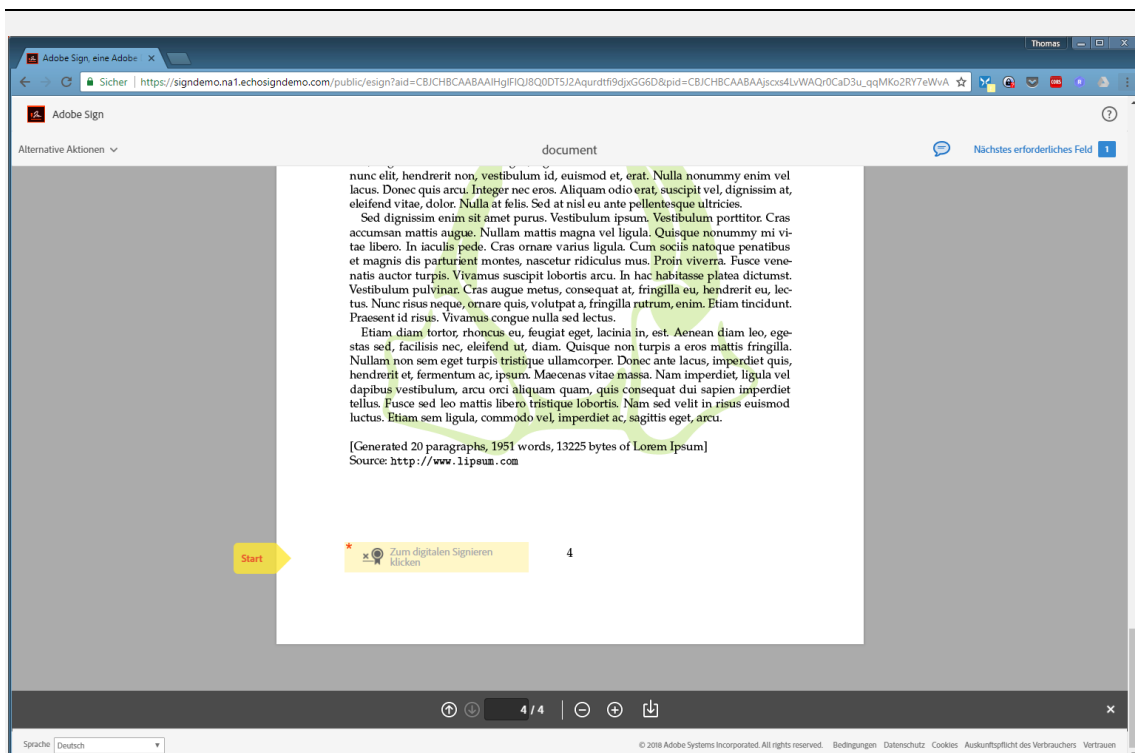 Thomas
Adobe Sign, eine Adobe
Sicher | https://signdemo.na1.echosigndemo.com/public/esign?aid=CBJCHBCAABAAIHgIFIQJ8Q0DT5J2Aqurdtfi9djxGG6D&pid=CBJCHBCAABAAjscxs4LvWAQr0CaD3u_qqMKo2RY7eWvA
Adobe Sign
Alternative Aktionen
document
Nächstes erforderliches Feld 1
nunc elit, hendrerit non, vestibulum id, euismod et, erat. Nulla nonummy enim vel
lacus. Donec quis arcu. Integer nec eros. Aliquam odio erat, suscipit vel, dignissim at,
eleifend vitae, dolor. Nulla at felis. Sed at nisl eu ante pellentesque ultricies.
Sed dignissim enim sit amet purus. Vestibulum ipsum. Vestibulum porttitor. Cras
accumsan mattis augue. Nullam mattis magna vel ligula. Quisque nonummy mi vi-
tae libero. In iaculis pede. Cras ornare varius ligula. Cum sociis natoque penatibus
et magnis dis parturient montes, nascetur ridiculus mus. Proin viverra. Fusce vene-
natis auctor turpis. Vivamus suscipit lobortis arcu. In hac habitasse platea dictumst.
Vestibulum pulvinar. Cras augue metus, consequat at, fringilla eu, hendrerit eu, lec-
tus. Nunc risus neque, ornare quis, volutpat a, fringilla rutrum, enim. Etiam tincidunt.
Praesent id risus. Vivamus congue nulla sed lectus.
Etiam diam tortor, rhoncus eu, feugiat eget, lacinia in, est. Aenean diam leo, ege-
stas sed, facilisis nec, eleifend ut, diam. Quisque non turpis a eros mattis fringilla.
Nullam non sem eget turpis tristique ullamcorper. Donec ante lacus, imperdiet quis,
hendrerit et, fermentum ac, ipsum. Maecenas vitae massa. Nam imperdiet, ligula vel
dapibus vestibulum, arcu orci aliquam quam, quis consequat dui sapien imperdiet
tellus. Fusce sed leo mattis libero tristique lobortis. Nam sed velit in risus euismod
luctus. Etiam sem ligula, commodo vel, imperdiet ac, sagittis eget, arcu.
[Generated 20 paragraphs, 1951 words, 13225 bytes of Lorem Ipsum]
Source: http://www.lipsum.com
Start
* Zum digitalen Signieren
klicken
4
4 / 4
Sprache Deutsch
© 2018 Adobe Systems Incorporated. All rights reserved. Bedingungen Datenschutz Cookies Auskunftspflicht des Verbrauchers Vertrauen